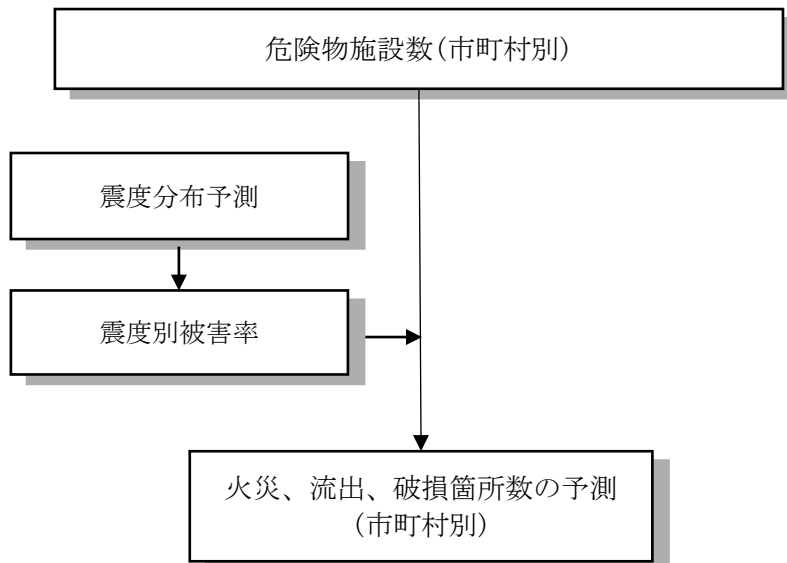 危険物施設数(市町村別)
震度分布予測
震度別被害率
火災、流出、破損箇所数の予測
(市町村別)